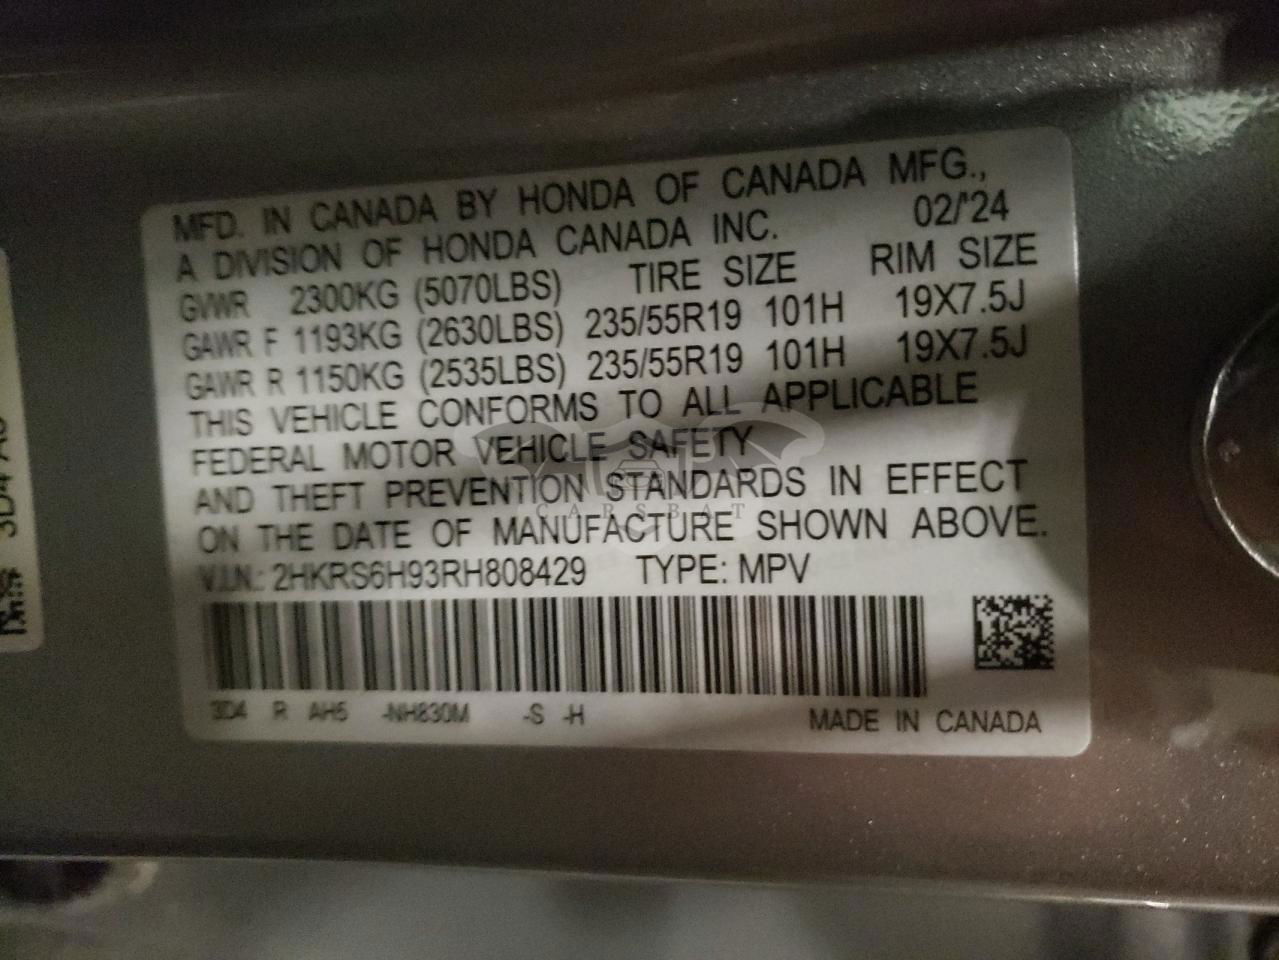 MFD. IN CANADA BY HONDA OF CANADA MFG.,
A DIVISION OF HONDA CANADA INC. 02/'24
GVWR 2300KG (5070LBS) TIRE SIZE RIM SIZE
GAWR F 1193KG (2630LBS) 235/55R19 101H 19X7.5J
GAWR R 1150KG (2535LBS) 235/55R19 101H 19X7.5J
THIS VEHICLE CONFORMS TO ALL APPLICABLE
FEDERAL MOTOR VEHICLE SAFETY
AND THEFT PREVENTION STANDARDS IN EFFECT
CARSBAT
ON THE DATE OF MANUFACTURE SHOWN ABOVE.
V.I.N.: 2HKRS6H93RH808429 TYPE: MPV
3D4 R AH5 -NH830M -S -H MADE IN CANADA